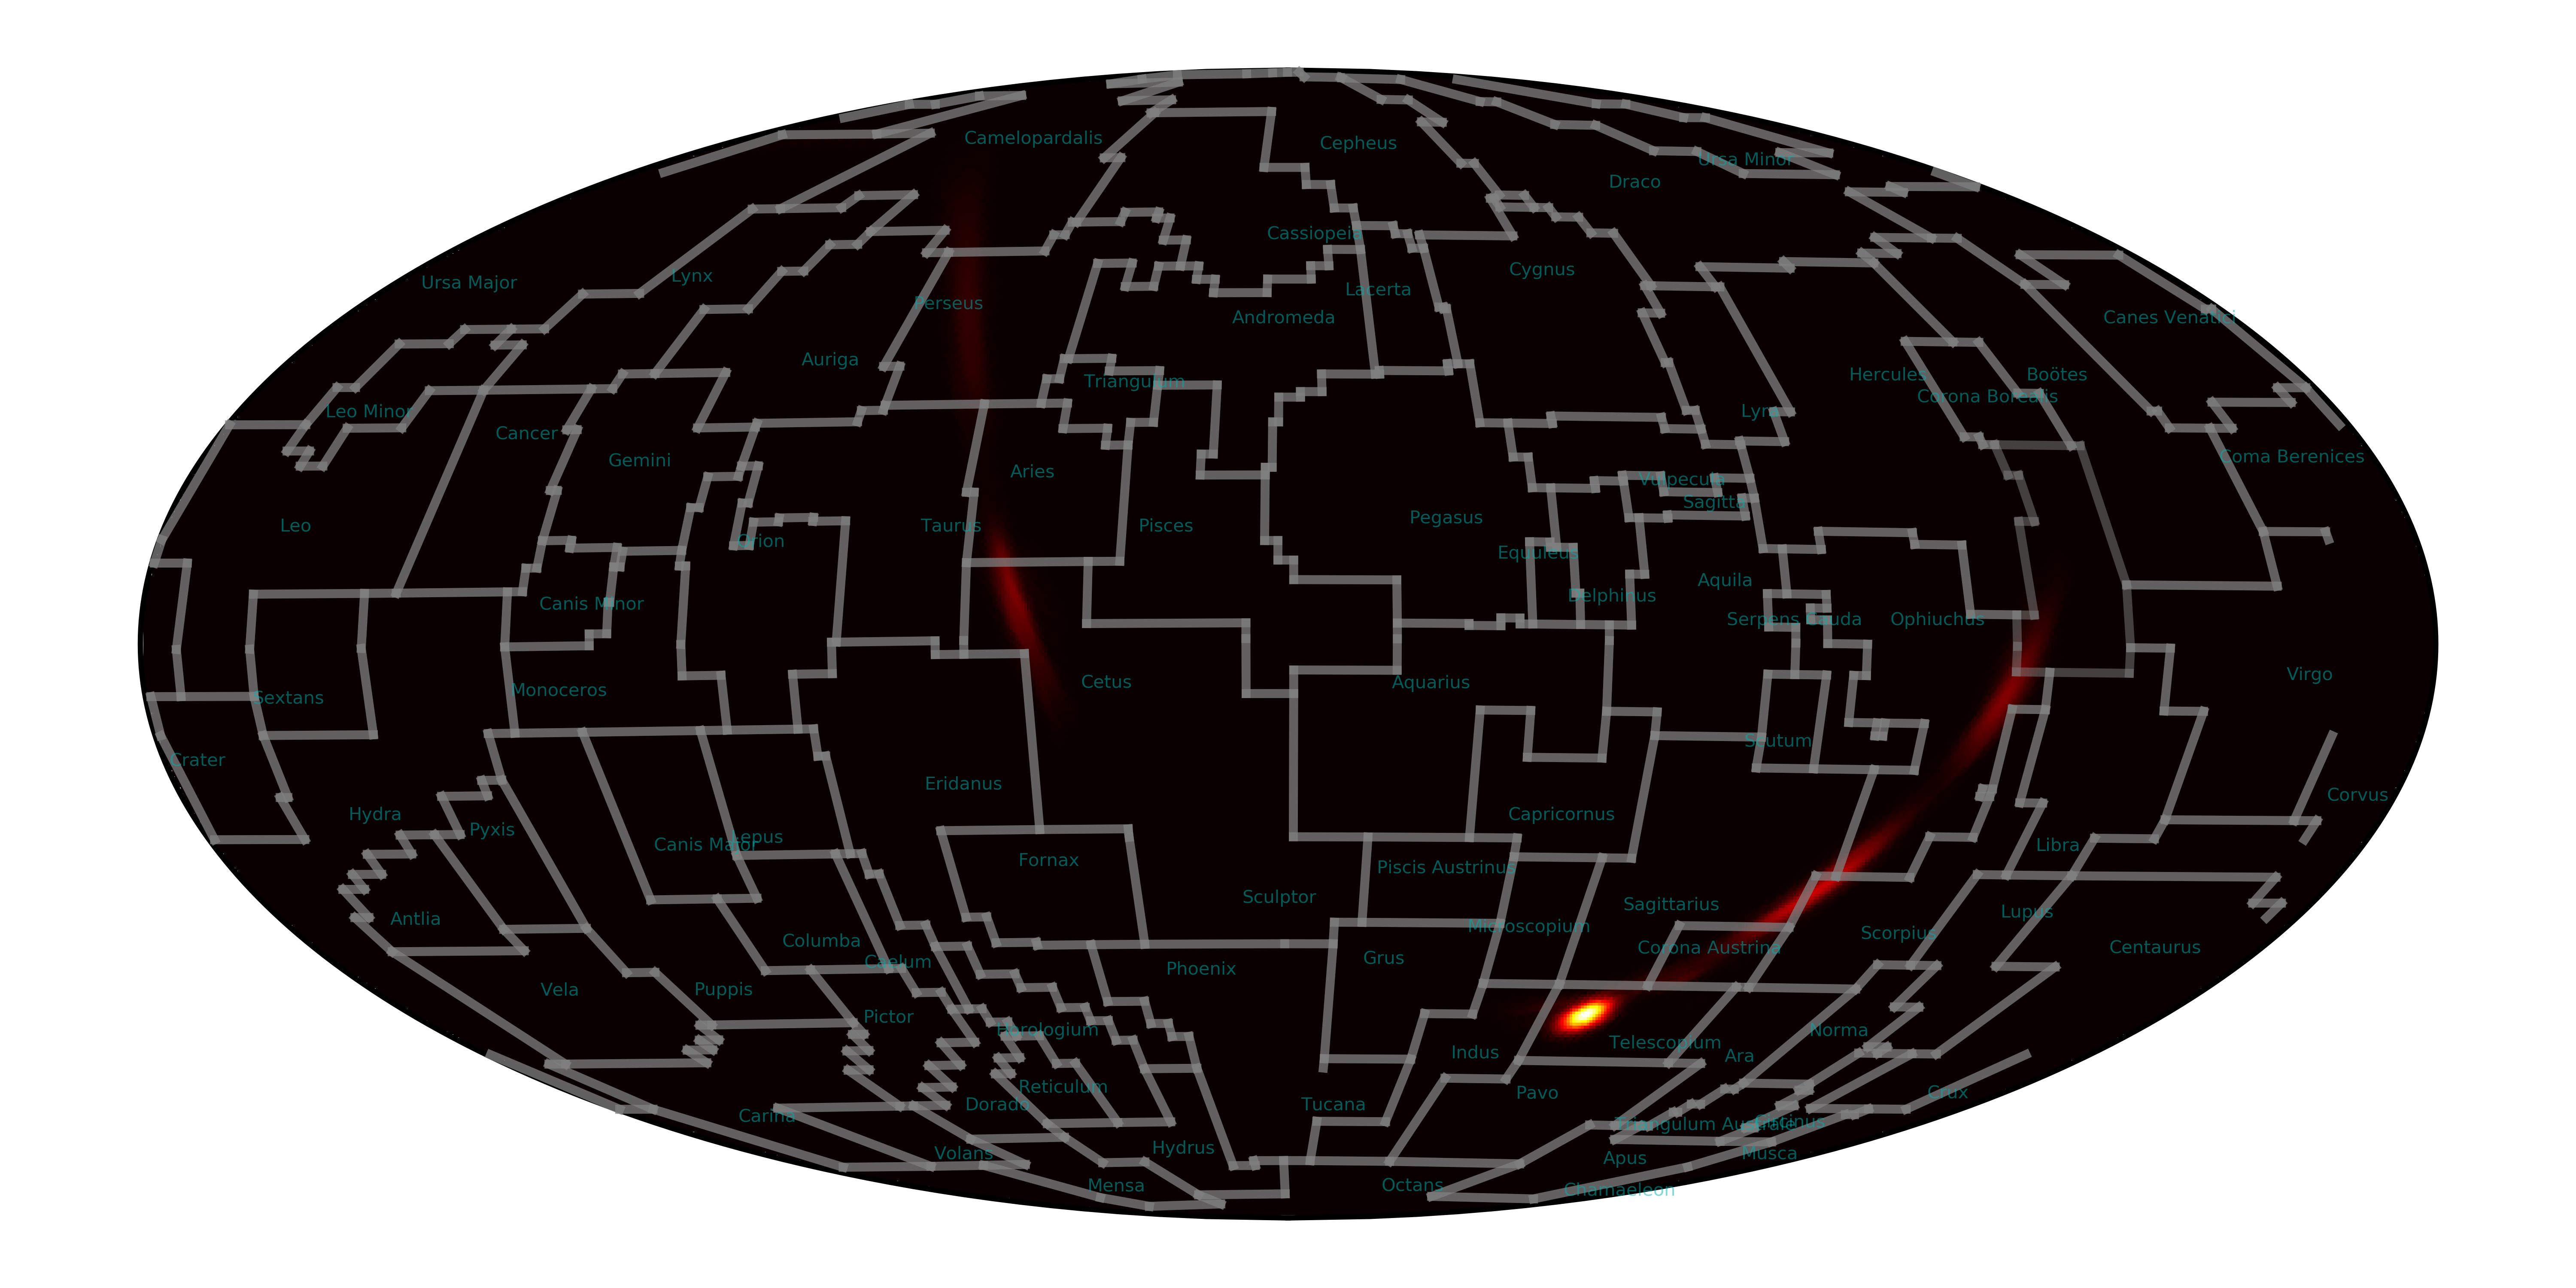 Camelopardalis
Cepheus
Ursa Minor
Draco
Cassiopeia
Cygnus
Lynx
Ursa Major
Lacerta
Perseus
Andromeda
Canes Venatici
Auriga
Hercules
Boötes
Triangulum
Corona Borealis
Leo Minor
Lyra
Cancer
Coma Berenices
Gemini
Aries
Vulpecula
Sagitta
Pegasus
Leo
Taurus
Pisces
Orion
Equuleus
Aquila
Delphinus
Canis Minor
Serpens Cauda
Ophiuchus
Virgo
Cetus
Aquarius
Monoceros
Sextans
Scutum
Crater
Eridanus
Corvus
Hydra
Capricornus
Pyxis
Lepus
Canis Major
Libra
Fornax
Piscis Austrinus
Sculptor
Sagittarius
Lupus
Antlia
Microscopium
Scorpius
Columba
Corona Austrina
Centaurus
Grus
Caelum
Phoenix
Vela
Puppis
Pictor
Horologium
Norma
Telescopium
Indus
Ara
Reticulum
Pavo
Crux
Dorado
Tucana
Carina
Circinus
Triangulum Australe
Hydrus
Volans
Musca
Apus
Mensa
Octans
Chamaeleon